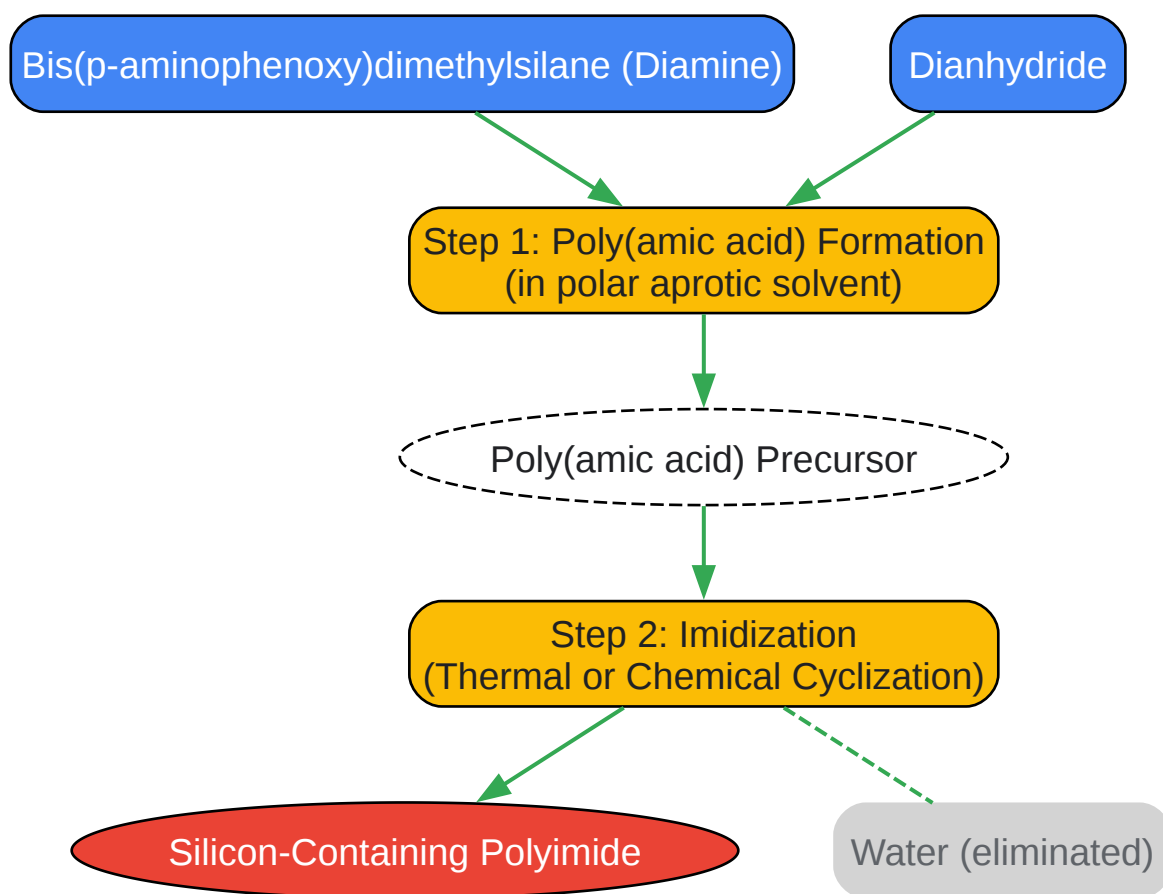 Bis(p-aminophenoxy)dimethylsilane (Diamine)
Dianhydride
Step 1: Poly(amic acid) Formation
(in polar aprotic solvent)
Poly(amic acid) Precursor
Step 2: Imidization
(Thermal or Chemical Cyclization)
Silicon-Containing Polyimide
Water (eliminated)